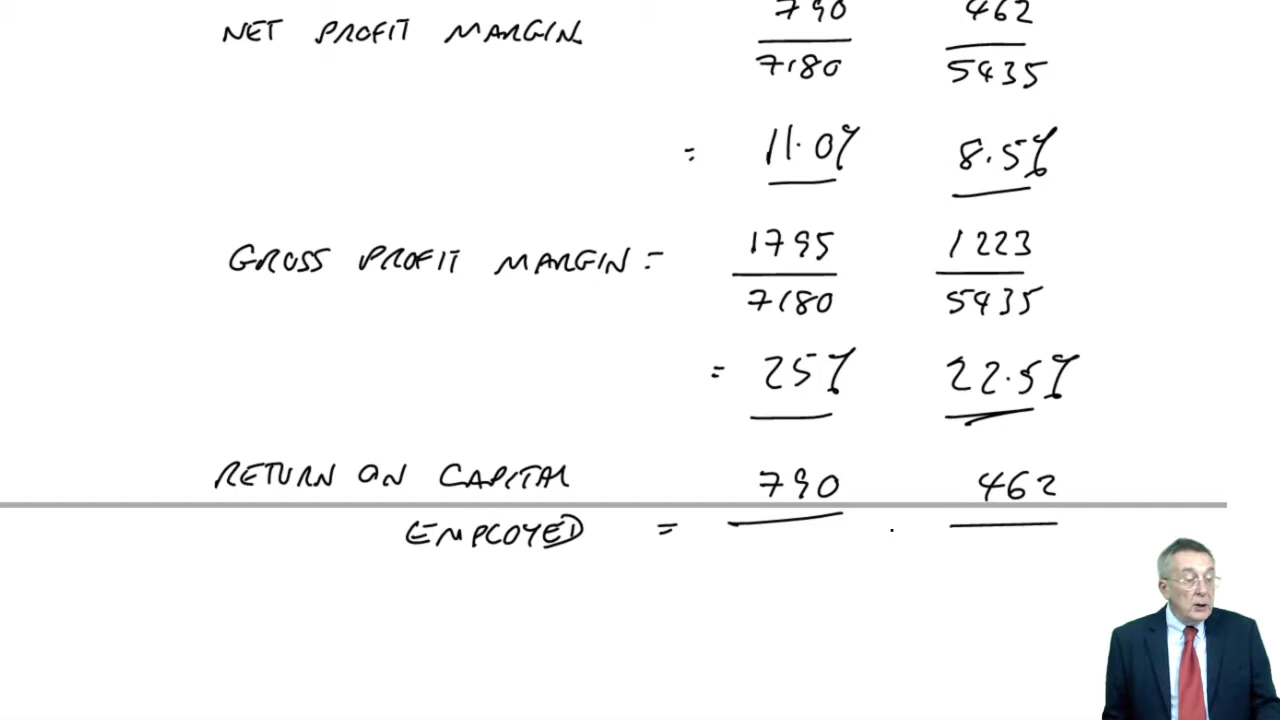 790 462
NET PROFIT MARGIN
7180 5435
= 11.0% 8.5%
1795 1223
GROSS PROFIT MARGIN =
7180 5435
= 25% 22.5%
RETURN ON CAPITAL 790 462
EMPLOYED =